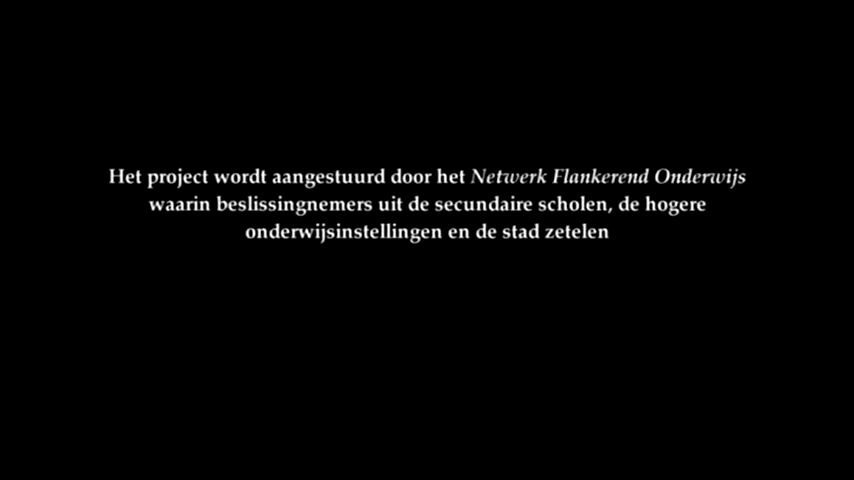 Het project wordt aangestuurd door het Netwerk Flankerend Onderwijs
waarin beslissingnemers uit de secundaire scholen, de hogere
onderwijsinstellingen en de stad zetelen